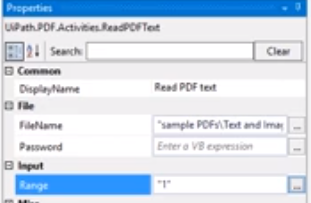 Properties
UiPath.PDF.Activities.ReadPDFText
Search: Clear
Common
DisplayName Read PDF text
File
FileName "sample PDFs\Text and Imag ...
Password Enter a VB expression ...
Input
Range "1" ...
Misc